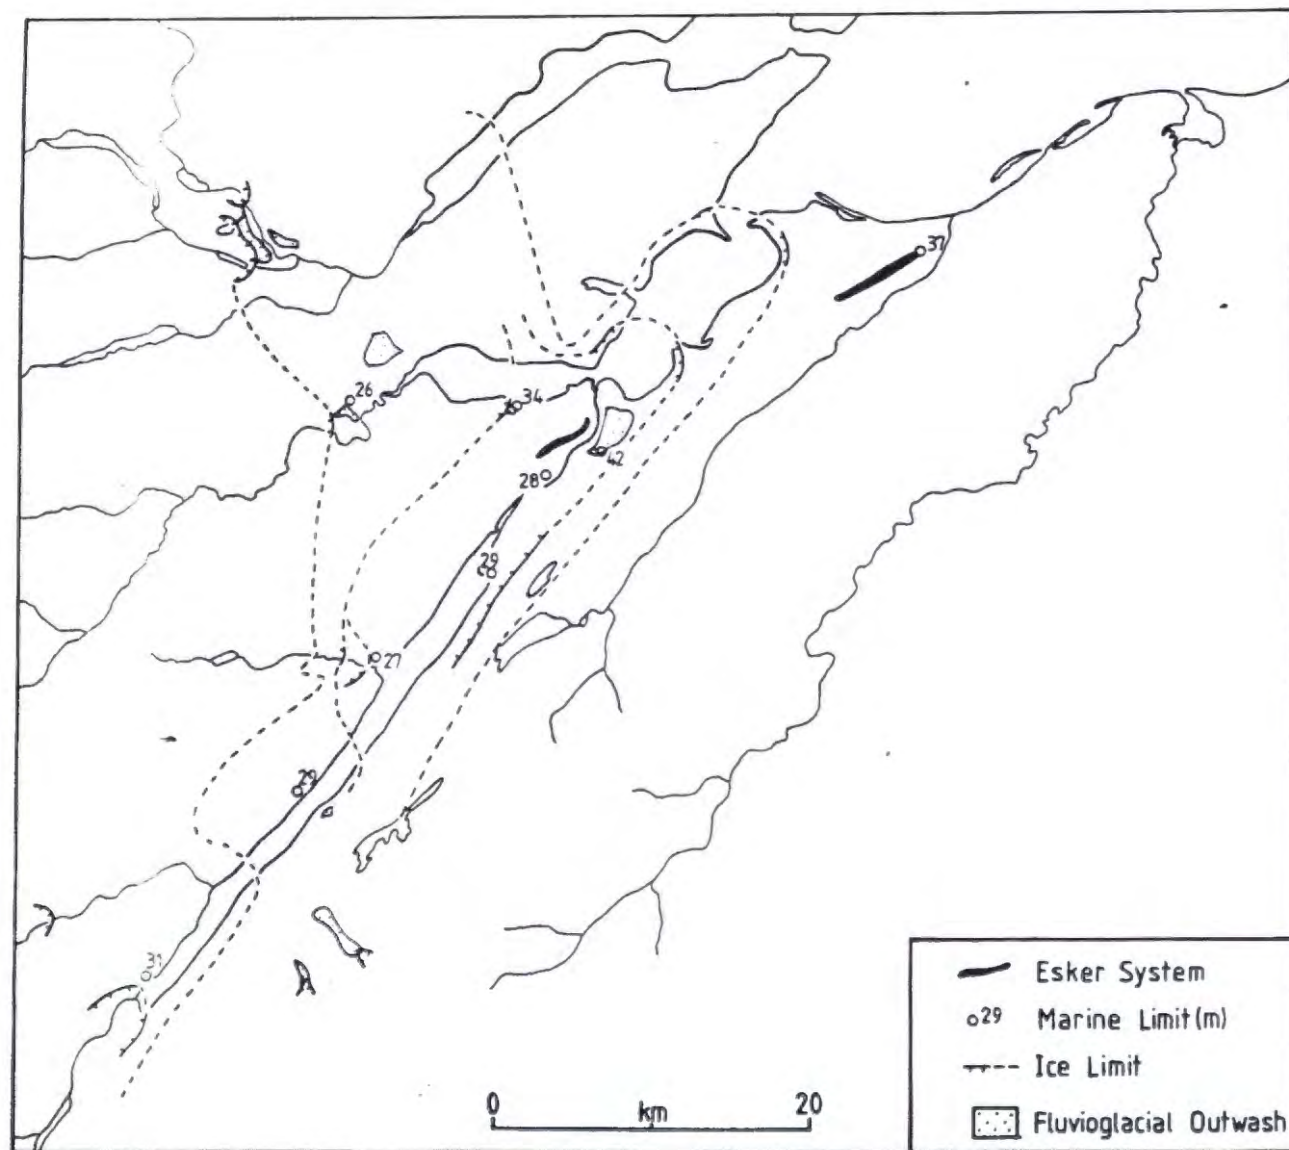 37
26
34
42
28
29
27
29
31
Esker System
29 Marine Limit (m)
Ice Limit
Fluvioglacial Outwash
0 km 20